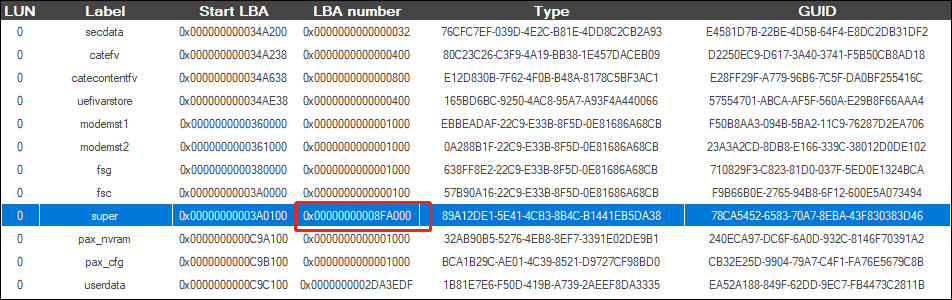 LUN Label Start LBA LBA number Type GUID
0 secdata 0x000000000034A200 0x0000000000000032 76CFC7EF-039D-4E2C-B81E-4DD8C2CB2A93 E4581D7B-22BE-4D5B-64F4-E8DC2DB31DF2
0 catefv 0x000000000034A238 0x0000000000000400 80C23C26-C3F9-4A19-BB38-1E457DACEB09 D2250EC9-D617-3A40-3741-F5B50CB8AD18
0 catecontentfv 0x000000000034A638 0x0000000000000800 E12D830B-7F62-4F0B-B48A-8178C5BF3AC1 E28FF29F-A779-96B6-7C5F-DA0BF255416C
0 uefivarstore 0x000000000034AE38 0x0000000000000400 165BD6BC-9250-4AC8-95A7-A93F4A440066 57554701-ABCA-AF5F-560A-E29B8F66AAA4
0 modemst1 0x0000000000360000 0x0000000000001000 EBBEADAF-22C9-E33B-8F5D-0E81686A68CB F50B8AA3-094B-5BA2-11C9-76287D2EA706
0 modemst2 0x0000000000361000 0x0000000000001000 0A288B1F-22C9-E33B-8F5D-0E81686A68CB 23A3A2CD-8DB8-E166-339C-38012D0DE102
0 fsg 0x0000000000380000 0x0000000000001000 638FF8E2-22C9-E33B-8F5D-0E81686A68CB 710829F3-C823-81D0-037F-5ED0E1324BCA
0 fsc 0x00000000003A0000 0x0000000000000100 57B90A16-22C9-E33B-8F5D-0E81686A68CB F9B66B0E-2765-94B8-6F12-600E5A073494
0 super 0x00000000003A0100 0x00000000008FA000 89A12DE1-5E41-4CB3-8B4C-B1441EB5DA38 78CA5452-6583-70A7-8EBA-43F830383D46
0 pax_nvram 0x0000000000C9A100 0x0000000000001000 32AB90B5-5276-4EB8-8EF7-3391E02DE9B1 240ECA97-DC6F-6A0D-932C-8146F70391A2
0 pax_cfg 0x0000000000C9B100 0x0000000000001000 BCA1B29C-AE01-4C39-8521-D9727CF98BD0 CB32E25D-9904-79A7-C4F1-FA76E5679C8B
0 userdata 0x0000000000C9C100 0x0000000002DA3EDF 1B81E7E6-F50D-419B-A739-2AEEF8DA3335 EA52A188-849F-62DD-9EC7-FB4473C2811B